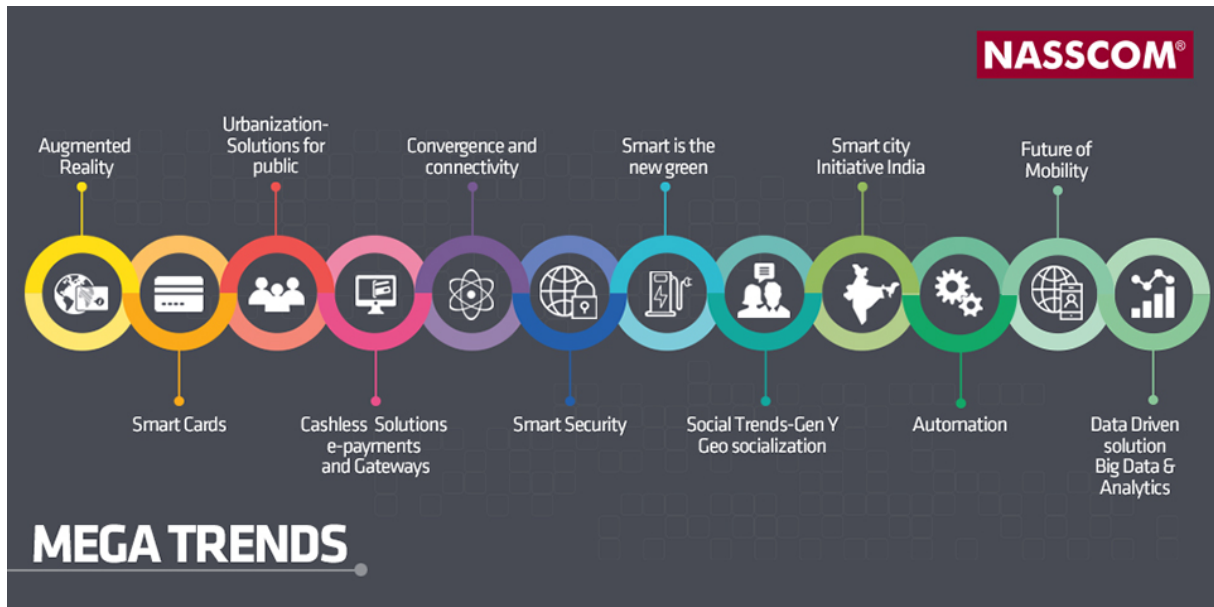 NASSCOM®
Augmented
Reality
Urbanization-
Solutions for
public
Convergence and
connectivity
Smart is the
new green
Smart city
Initiative India
Future of
Mobility
Smart Cards
Cashless Solutions
e-payments
and Gateways
Smart Security
Social Trends-Gen Y
Geo socialization
Automation
Data Driven
solution
Big Data &
Analytics
MEGA TRENDS